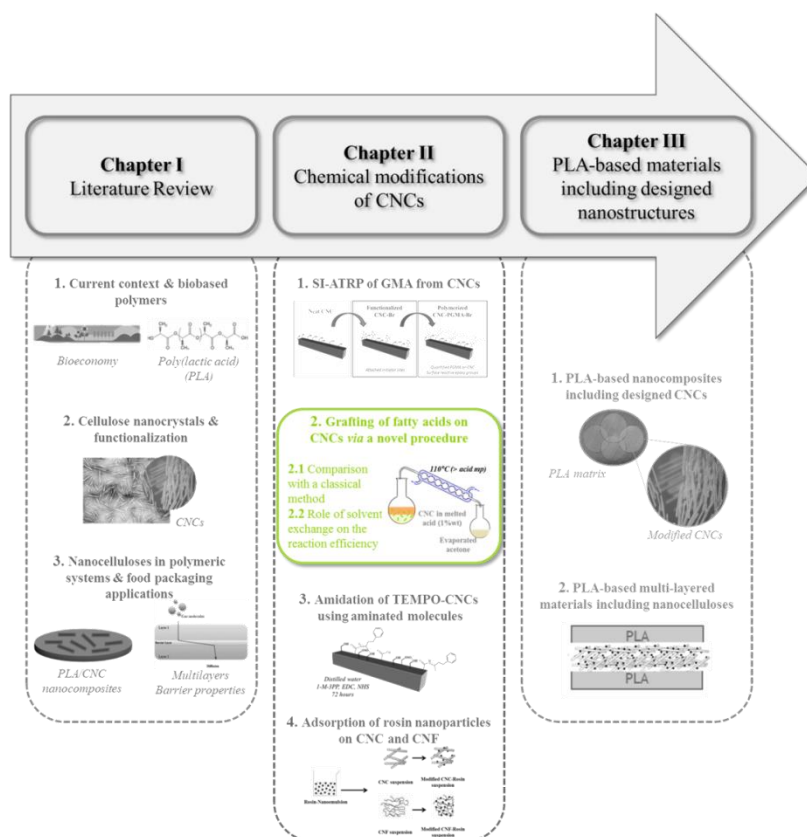 Chapter I
Literature Review
Chapter II
Chemical modifications
of CNCs
Chapter III
PLA-based materials
including designed
nanostructures
1. Current context & biobased
polymers
Bioeconomy
Poly(lactic acid)
(PLA)
2. Cellulose nanocrystals &
functionalization
CNCs
3. Nanocelluloses in polymeric
systems & food packaging
applications
PLA/CNC
nanocomposites
Multilayers
Barrier properties
1. SI-ATRP of GMA from CNCs
Neat CNC
Functionalized
CNC-Br
Polymerized
CNC-PGMA-Br
2. Grafting of fatty acids on
CNCs via a novel procedure
2.1 Comparison
with a classical
method
2.2 Role of solvent
exchange on the
reaction efficiency
110°C (> acid mp)
CNC in melted
acid (1%wt)
Evaporated
acetone
3. Amidation of TEMPO-CNCs
using aminated molecules
Distilled water
1-M-3PP, EDC, NHS
72 hours
4. Adsorption of rosin nanoparticles
on CNC and CNF
Rosin Nanoemulsion
CNC suspension
Modified CNC-Rosin
suspension
CNF suspension
Modified CNF-Rosin
suspension
1. PLA-based nanocomposites
including designed CNCs
PLA matrix
Modified CNCs
2. PLA-based multi-layered
materials including nanocelluloses
PLA
PLA